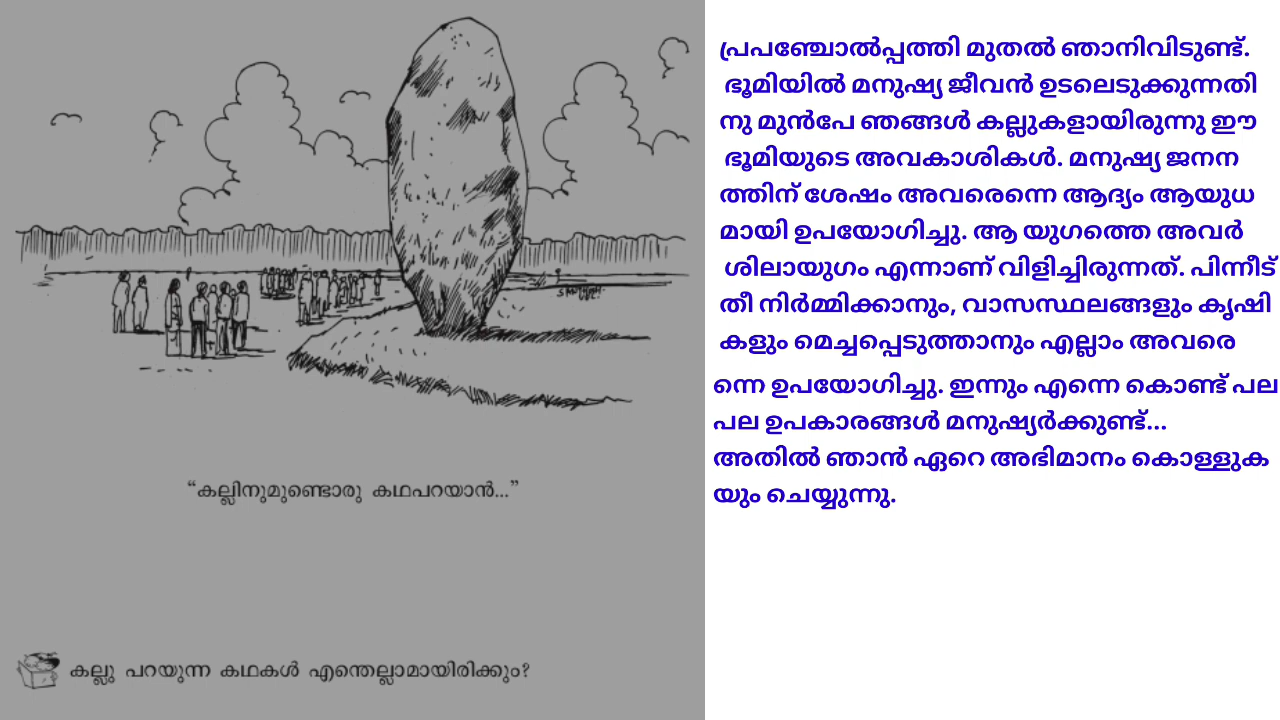 “കല്ലിനുമുണ്ടൊരു കഥപറയാൻ...”
കല്ലു പറയുന്ന കഥകൾ എന്തെല്ലാമായിരിക്കും?
പ്രപഞ്ചോൽപ്പത്തി മുതൽ ഞാനിവിടുണ്ട്.
ഭൂമിയിൽ മനുഷ്യ ജീവൻ ഉടലെടുക്കുന്നതി
നു മുൻപേ ഞങ്ങൾ കല്ലുകളായിരുന്നു ഈ
ഭൂമിയുടെ അവകാശികൾ. മനുഷ്യ ജനന
ത്തിന് ശേഷം അവരെന്നെ ആദ്യം ആയുധ
മായി ഉപയോഗിച്ചു. ആ യുഗത്തെ അവർ
ശിലായുഗം എന്നാണ് വിളിച്ചിരുന്നത്. പിന്നീട്
തീ നിർമ്മിക്കാനും, വാസസ്ഥലങ്ങളും കൃഷി
കളും മെച്ചപ്പെടുത്താനും എല്ലാം അവരെ
ന്നെ ഉപയോഗിച്ചു. ഇന്നും എന്നെ കൊണ്ട് പല
പല ഉപകാരങ്ങൾ മനുഷ്യർക്കുണ്ട്...
അതിൽ ഞാൻ ഏറെ അഭിമാനം കൊള്ളുക
യും ചെയ്യുന്നു.